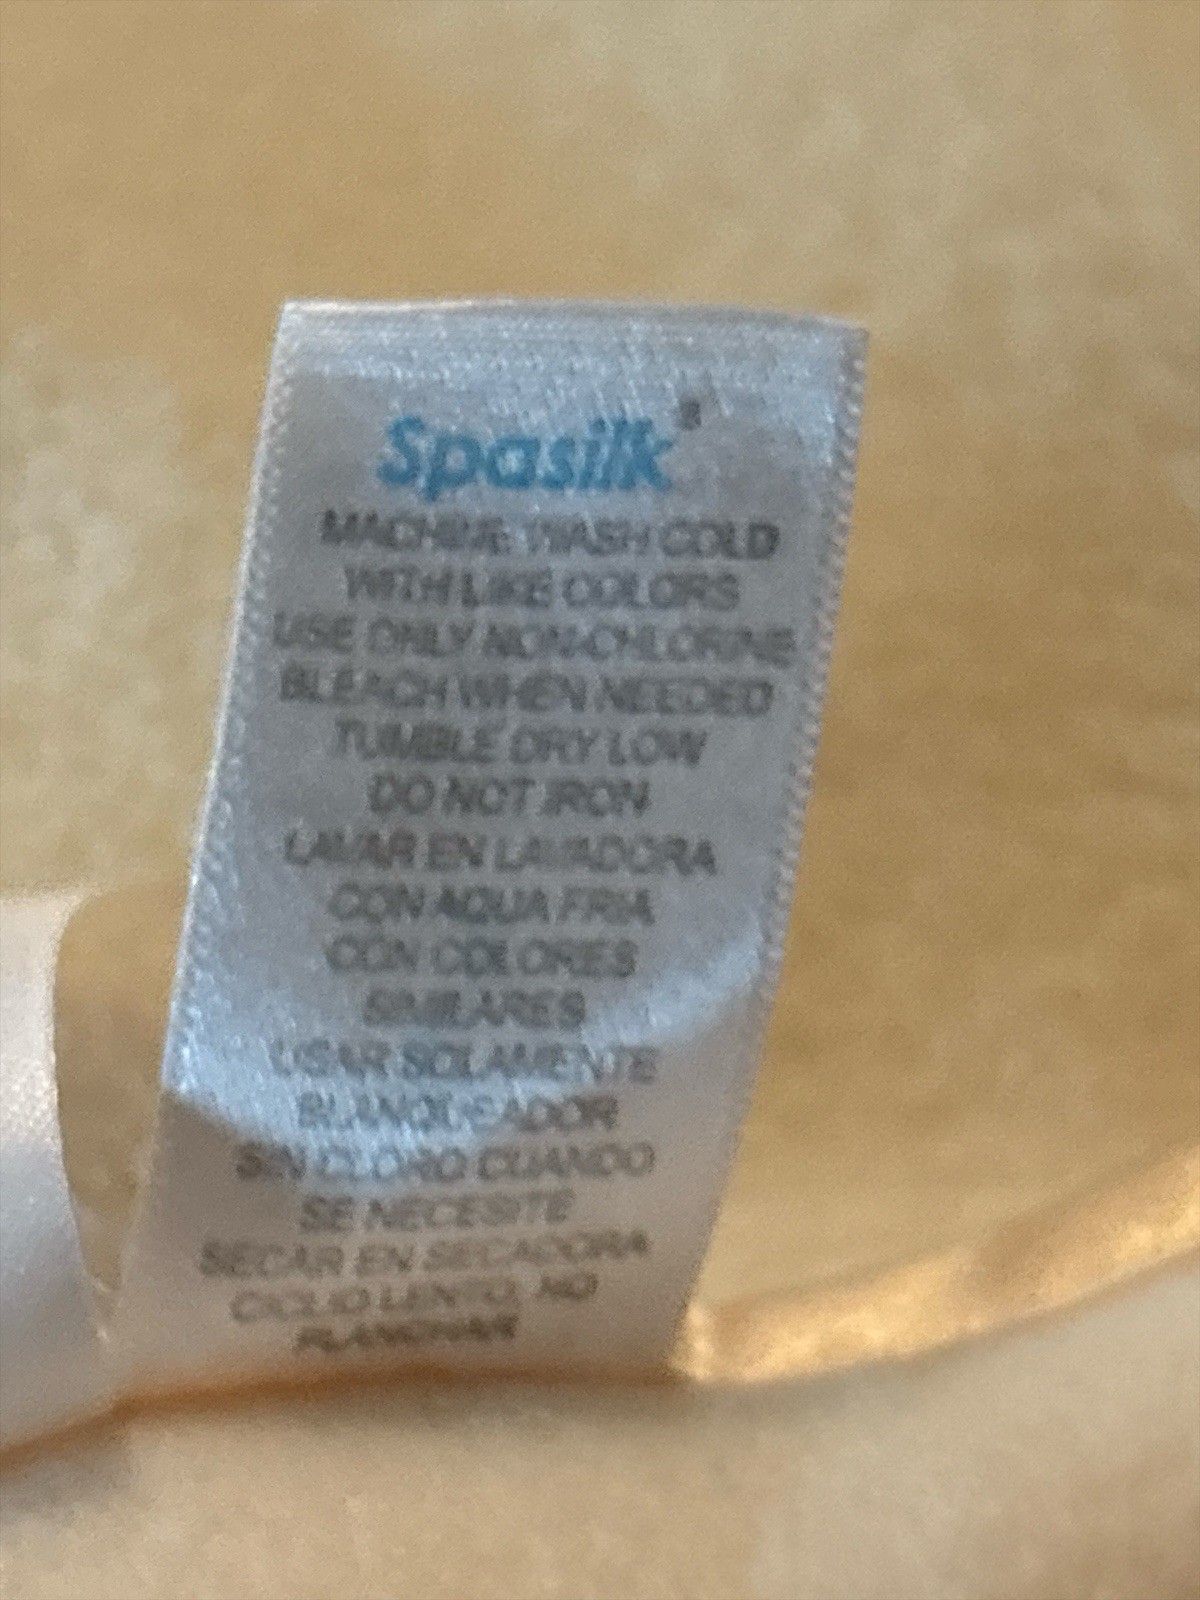 Spasilk®
MACHINE WASH COLD
WITH LIKE COLORS
USE ONLY NON-CHLORINE
BLEACH WHEN NEEDED
TUMBLE DRY LOW
DO NOT IRON
LAVAR EN LAVADORA
CON AQUA FRIA
CON COLORES
SIMILARES
USAR SOLAMENTE
BLANQUEADOR
SIN CLORO CUANDO
SE NECESITE
SECAR EN SECADORA
CICLIO LENTO, NO
PLANCHAR